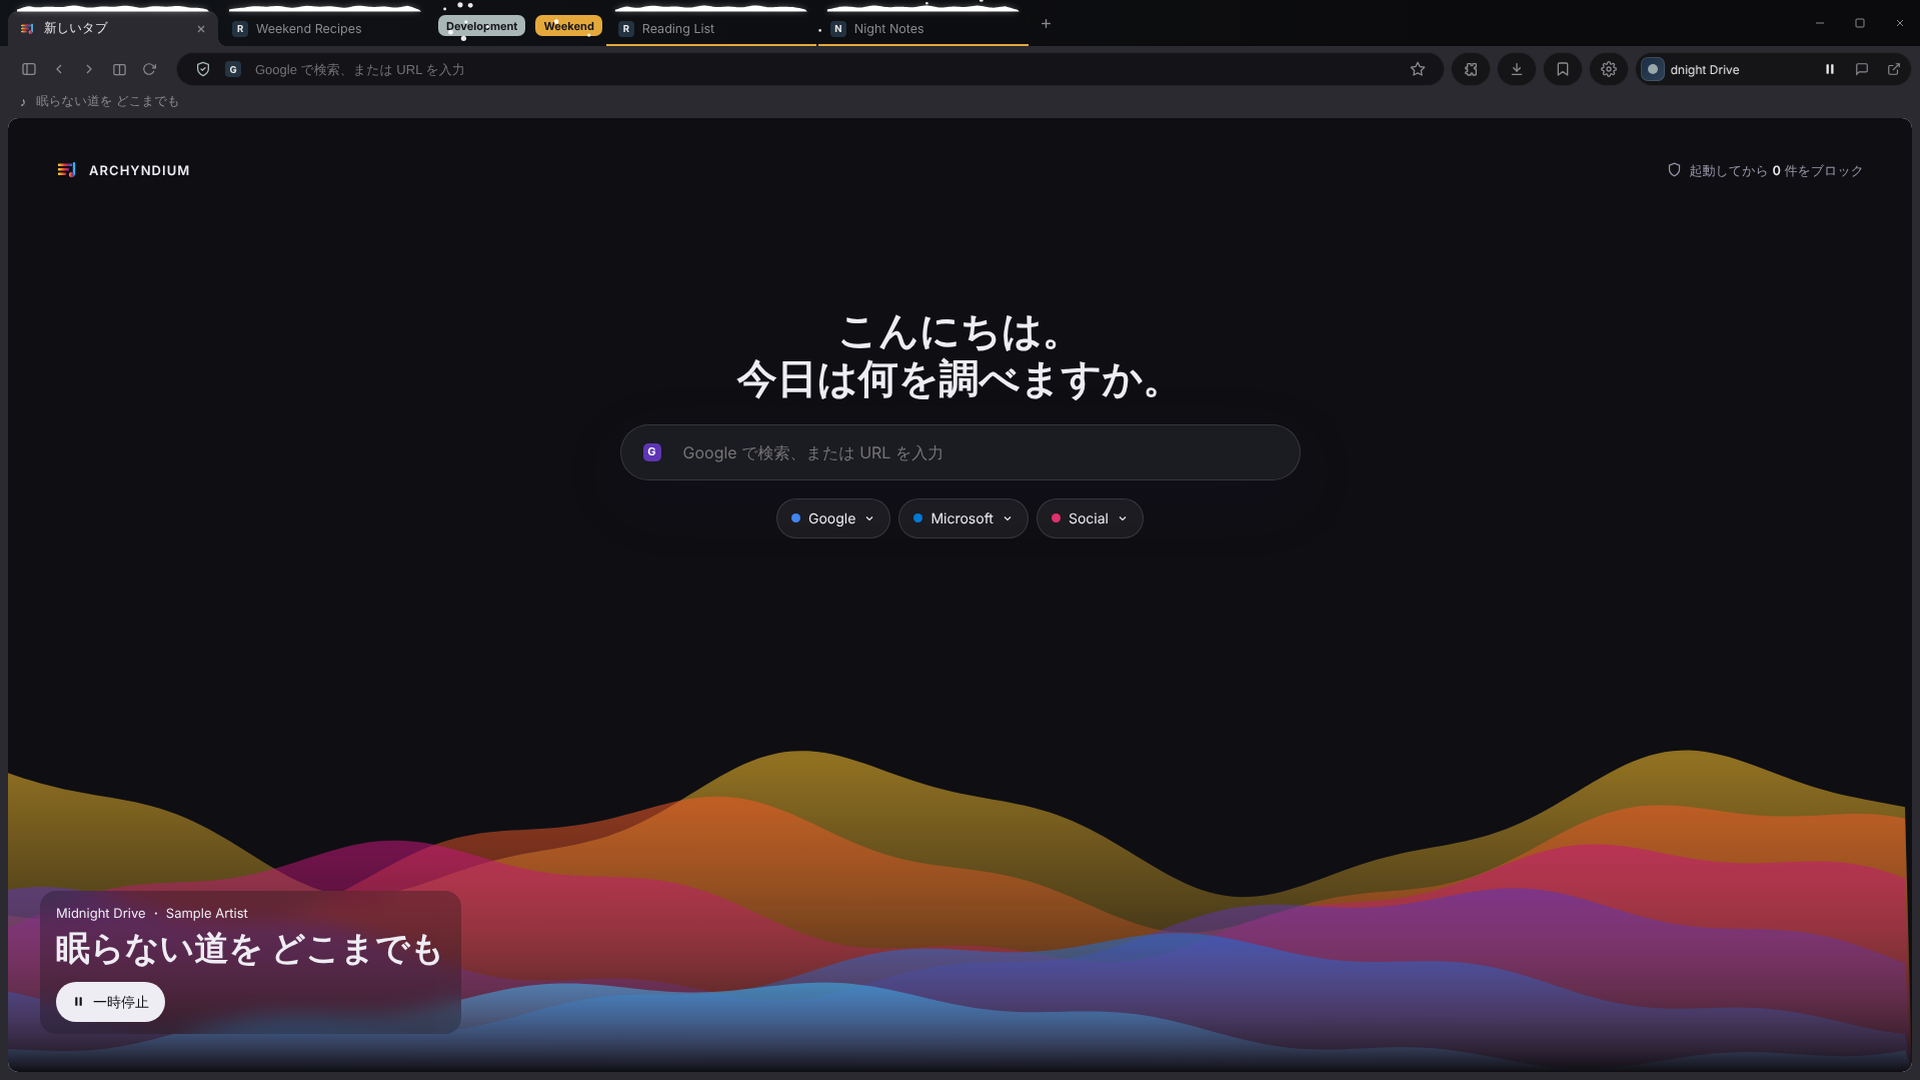 新しいタブ
R Weekend Recipes
Development
Weekend
R Reading List
N Night Notes
G Google で検索、または URL を入力
dnight Drive
♪ 眠らない道を どこまでも
ARCHYNDIUM
起動してから 0 件をブロック
こんにちは。
今日は何を調べますか。
G Google で検索、または URL を入力
Google
Microsoft
Social
Midnight Drive · Sample Artist
眠らない道を どこまでも
一時停止